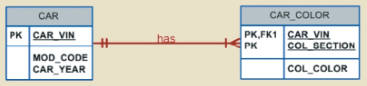 CAR
PK CAR_VIN
MOD_CODE
CAR_YEAR
has
CAR_COLOR
PK,FK1 CAR_VIN
PK COL_SECTION
COL_COLOR